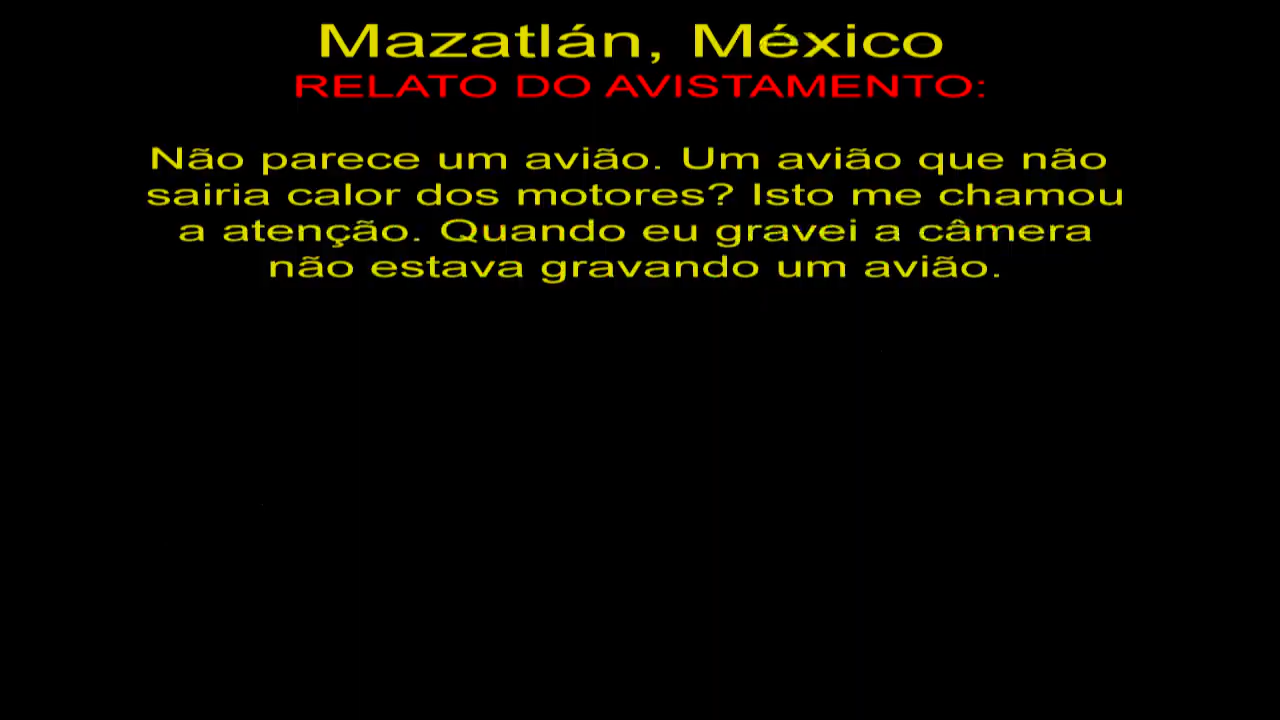 Mazatlán, México
RELATO DO AVISTAMENTO:
Não parece um avião. Um avião que não
sairia calor dos motores? Isto me chamou
a atenção. Quando eu gravei a câmera
não estava gravando um avião.